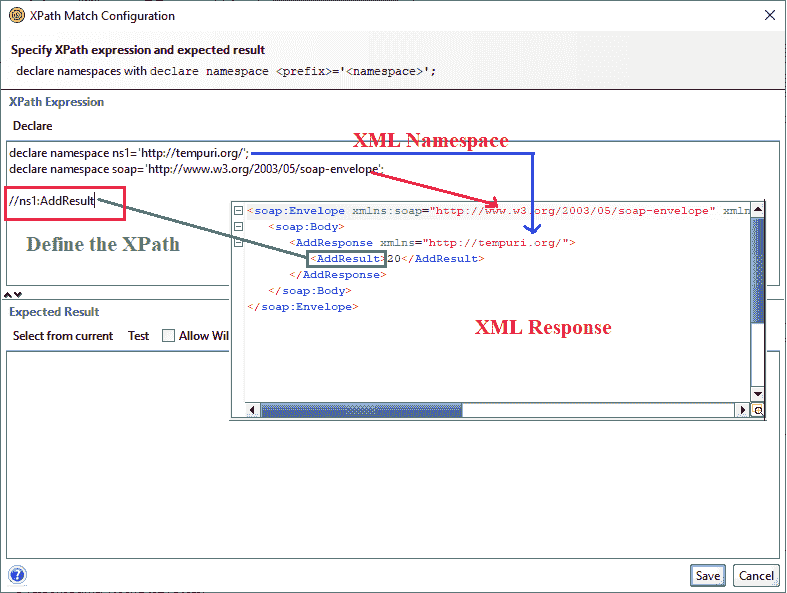 XPath Match Configuration
Specify XPath expression and expected result
declare namespaces with declare namespace <prefix>='<namespace>';
XPath Expression
Declare
XML Namespace
declare namespace ns1='http://tempuri.org/';
declare namespace soap='http://www.w3.org/2003/05/soap-envelope';
//ns1:AddResult
Define the XPath
<soap:Envelope xmlns:soap="http://www.w3.org/2003/05/soap-envelope" xmln
<soap:Body>
<AddResponse xmlns="http://tempuri.org/">
<AddResult>20</AddResult>
</AddResponse>
</soap:Body>
</soap:Envelope>
XML Response
Expected Result
Select from current Test Allow Wil
Save Cancel